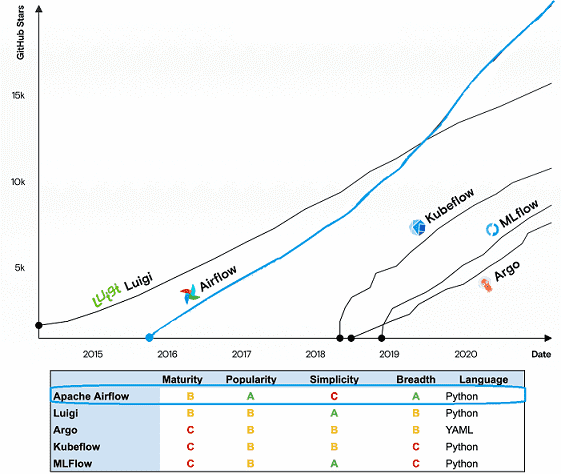 GitHub Stars
15k
10k
5k
Luigi Luigi
Airflow
Kubeflow
MLflow
Argo
2015 2016 2017 2018 2019 2020 Date
Maturity Popularity Simplicity Breadth Language
Apache Airflow B A C A Python
Luigi B B A B Python
Argo C B B B YAML
Kubeflow C B B C Python
MLFlow C B A C Python